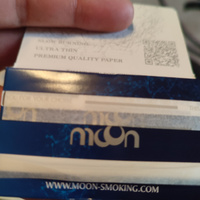 ULTRA THIN
PREMIUM QUALITY PAPER
moon
WWW.MOON-SMOKING.COM